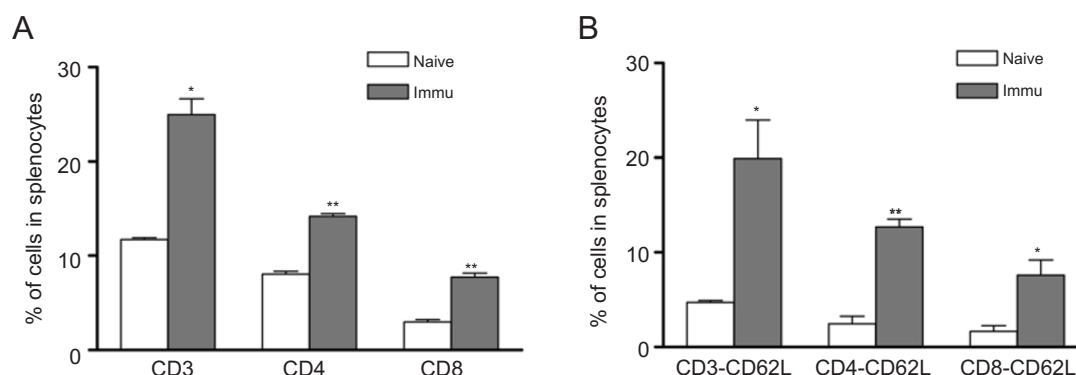 A
% of cells in splenocytes
30
20
10
0
Naive
Immu
*
**
**
CD3
CD4
CD8
B
% of cells in splenocytes
30
20
10
0
Naive
Immu
*
**
*
CD3-CD62L
CD4-CD62L
CD8-CD62L